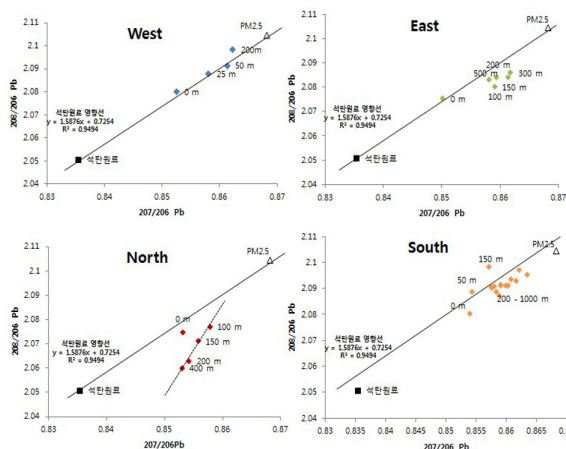 2.11
2.1
2.09
2.08
2.07
2.06
2.05
2.04
208/206 Pb
West
PM2.5
200m
50 m
25 m
0 m
석탄원료 영향선
y = 1.5876x + 0.7254
R² = 0.9494
석탄원료
0.83
0.84
0.85
0.86
0.87
207/206 Pb
2.11
2.1
2.09
2.08
2.07
2.06
2.05
2.04
East
PM2.5
200 m
500 m
300 m
150 m
100 m
0 m
석탄원료 영향선
y = 1.5876x + 0.7254
R² = 0.9494
석탄원료
0.83
0.84
0.85
0.86
0.87
207/206 Pb
2.11
2.1
2.09
2.08
2.07
2.06
2.05
2.04
208/206 Pb
North
PM2.5
0 m
100 m
150 m
200 m
400 m
석탄원료 영향선
y = 1.5876x + 0.7254
R² = 0.9494
석탄원료
0.83
0.84
0.85
0.86
0.87
207/206Pb
2.11
2.1
2.09
2.08
2.07
2.06
2.05
2.04
South
PM2.5
150 m
50 m
0 m
200 - 1000 m
석탄원료 영향선
y = 1.5876x + 0.7254
R² = 0.9494
석탄원료
0.83
0.835
0.84
0.845
0.85
0.855
0.86
0.865
207/206 Pb